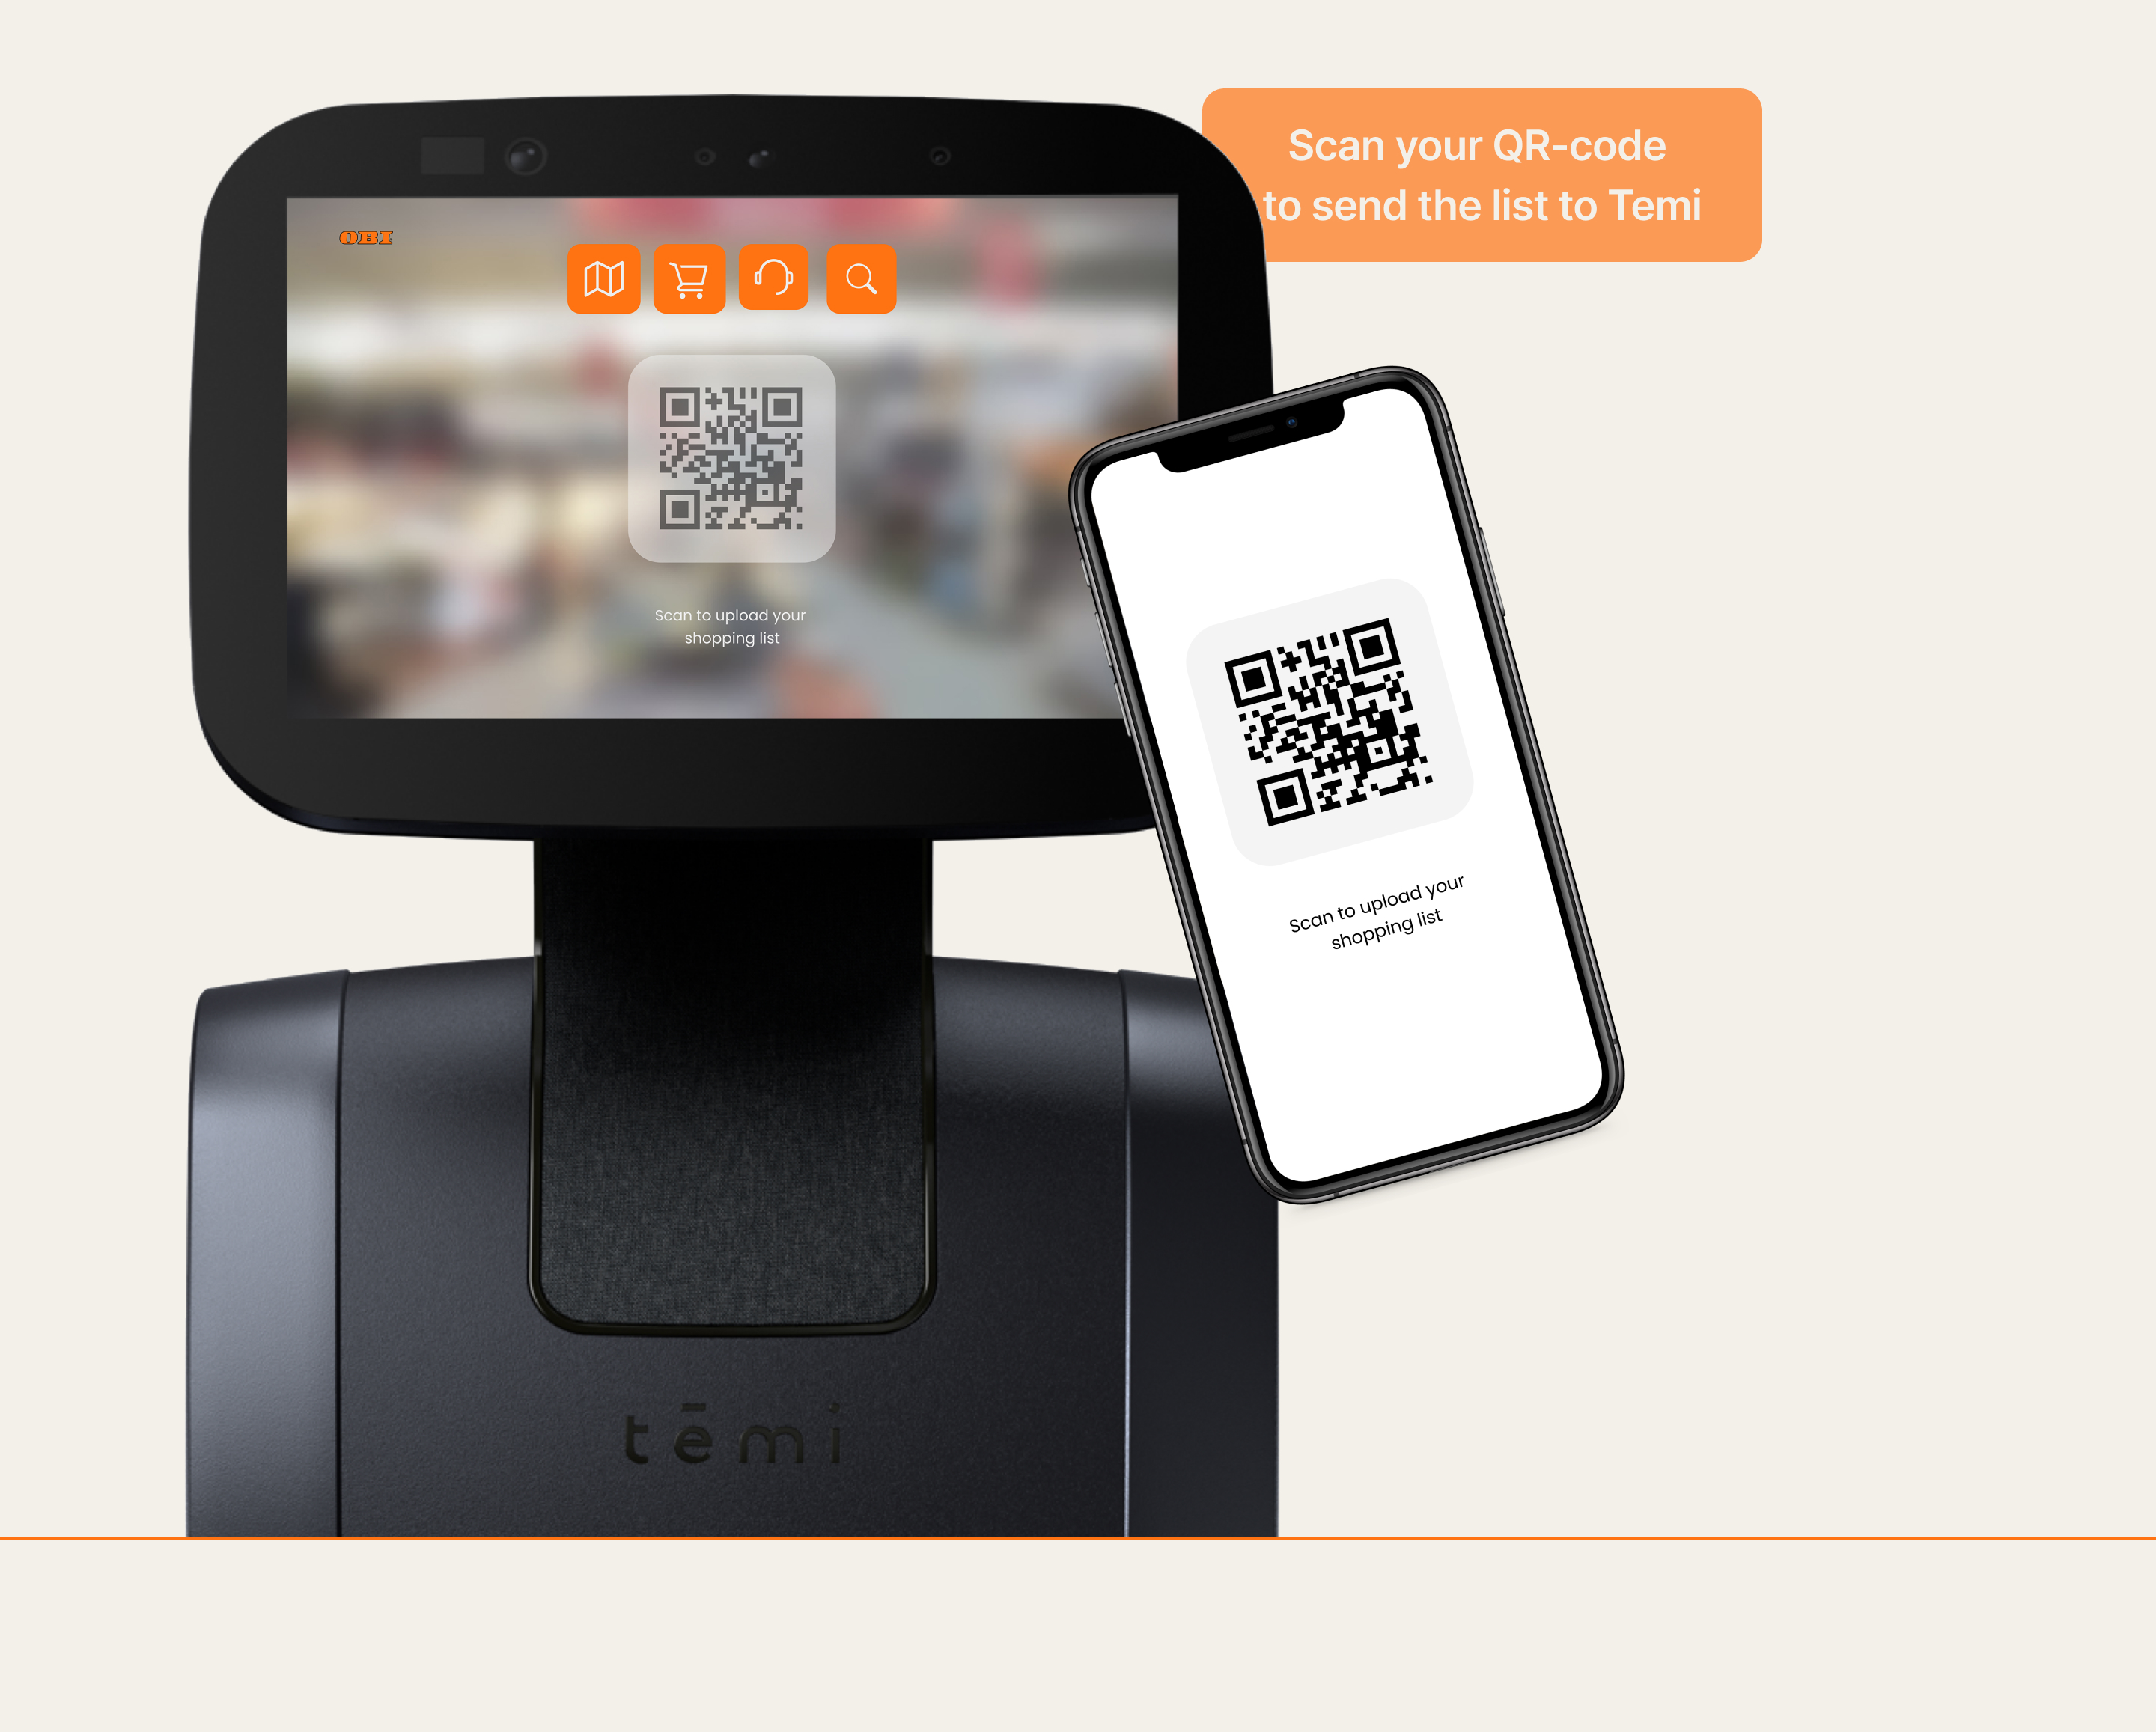 Scan your QR-code
to send the list to Temi
OBI
Scan to upload your
shopping list
Scan to upload your
shopping list
tēmi